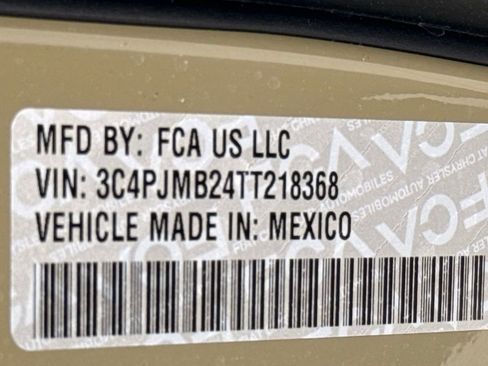 MFD BY: FCA US LLC
VIN: 3C4PJMB24TT218368
VEHICLE MADE IN: MEXICO